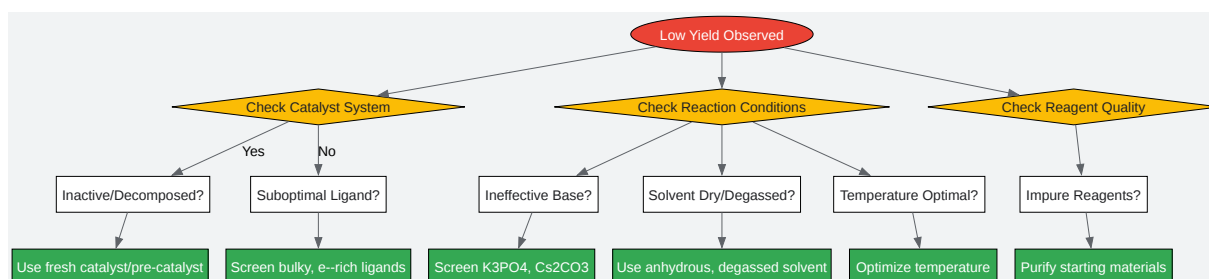 Low Yield Observed
Check Catalyst System
Check Reaction Conditions
Check Reagent Quality
Yes
No
Inactive/Decomposed?
Suboptimal Ligand?
Ineffective Base?
Solvent Dry/Degassed?
Temperature Optimal?
Impure Reagents?
Use fresh catalyst/pre-catalyst
Screen bulky, e--rich ligands
Screen K3PO4, Cs2CO3
Use anhydrous, degassed solvent
Optimize temperature
Purify starting materials